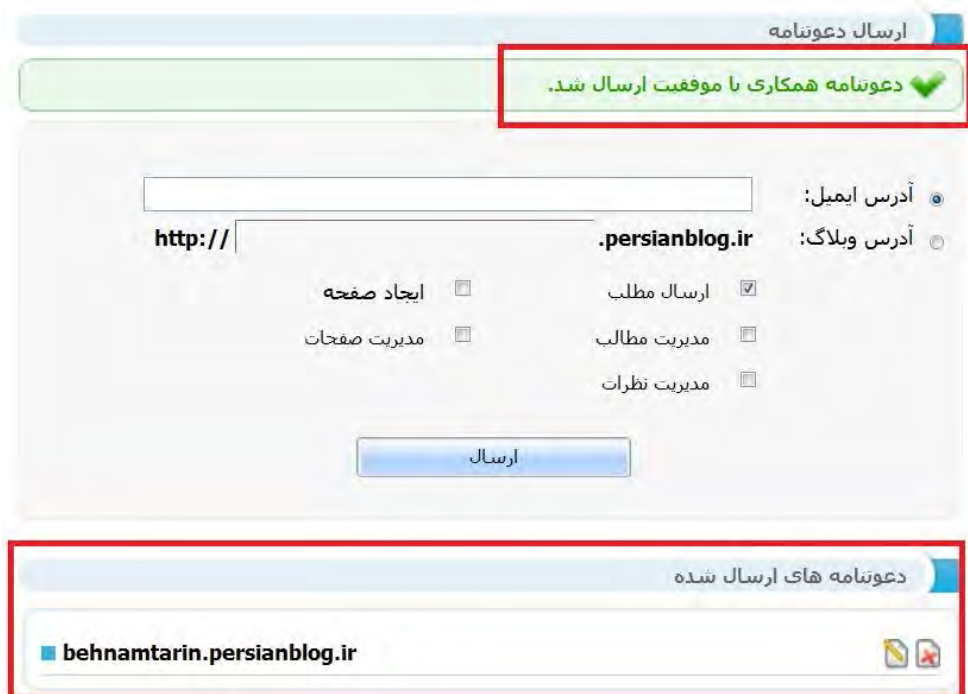 ارسال دعوتنامه
دعوتنامه همکاری با موفقیت ارسال شد.
آدرس ایمیل:
آدرس وبلاگ: http:// .persianblog.ir
ارسال مطلب ایجاد صفحه
مدیریت مطالب مدیریت صفحات
مدیریت نظرات
ارسال
دعوتنامه های ارسال شده
behnamtarin.persianblog.ir